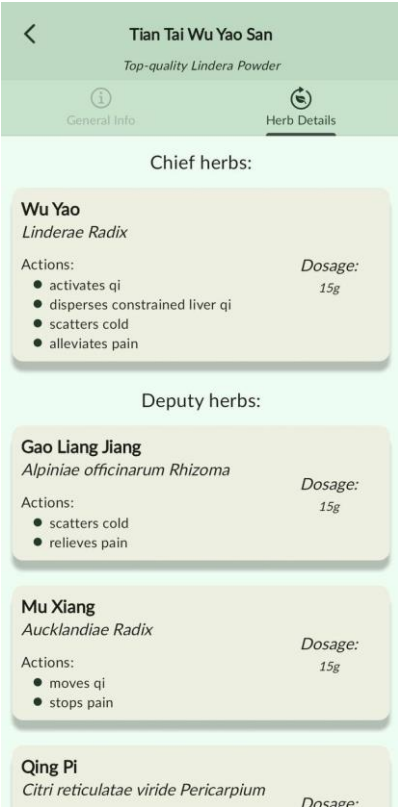 Tian Tai Wu Yao San
Top-quality Lindera Powder
General Info
Herb Details
Chief herbs:
Wu Yao
Linderae Radix
Actions:
activates qi
disperses constrained liver qi
scatters cold
alleviates pain
Dosage:
15g
Deputy herbs:
Gao Liang Jiang
Alpiniae officinarum Rhizoma
Actions:
scatters cold
relieves pain
Dosage:
15g
Mu Xiang
Aucklandiae Radix
Actions:
moves qi
stops pain
Dosage:
15g
Qing Pi
Citri reticulatae viride Pericarpium
Dosage: